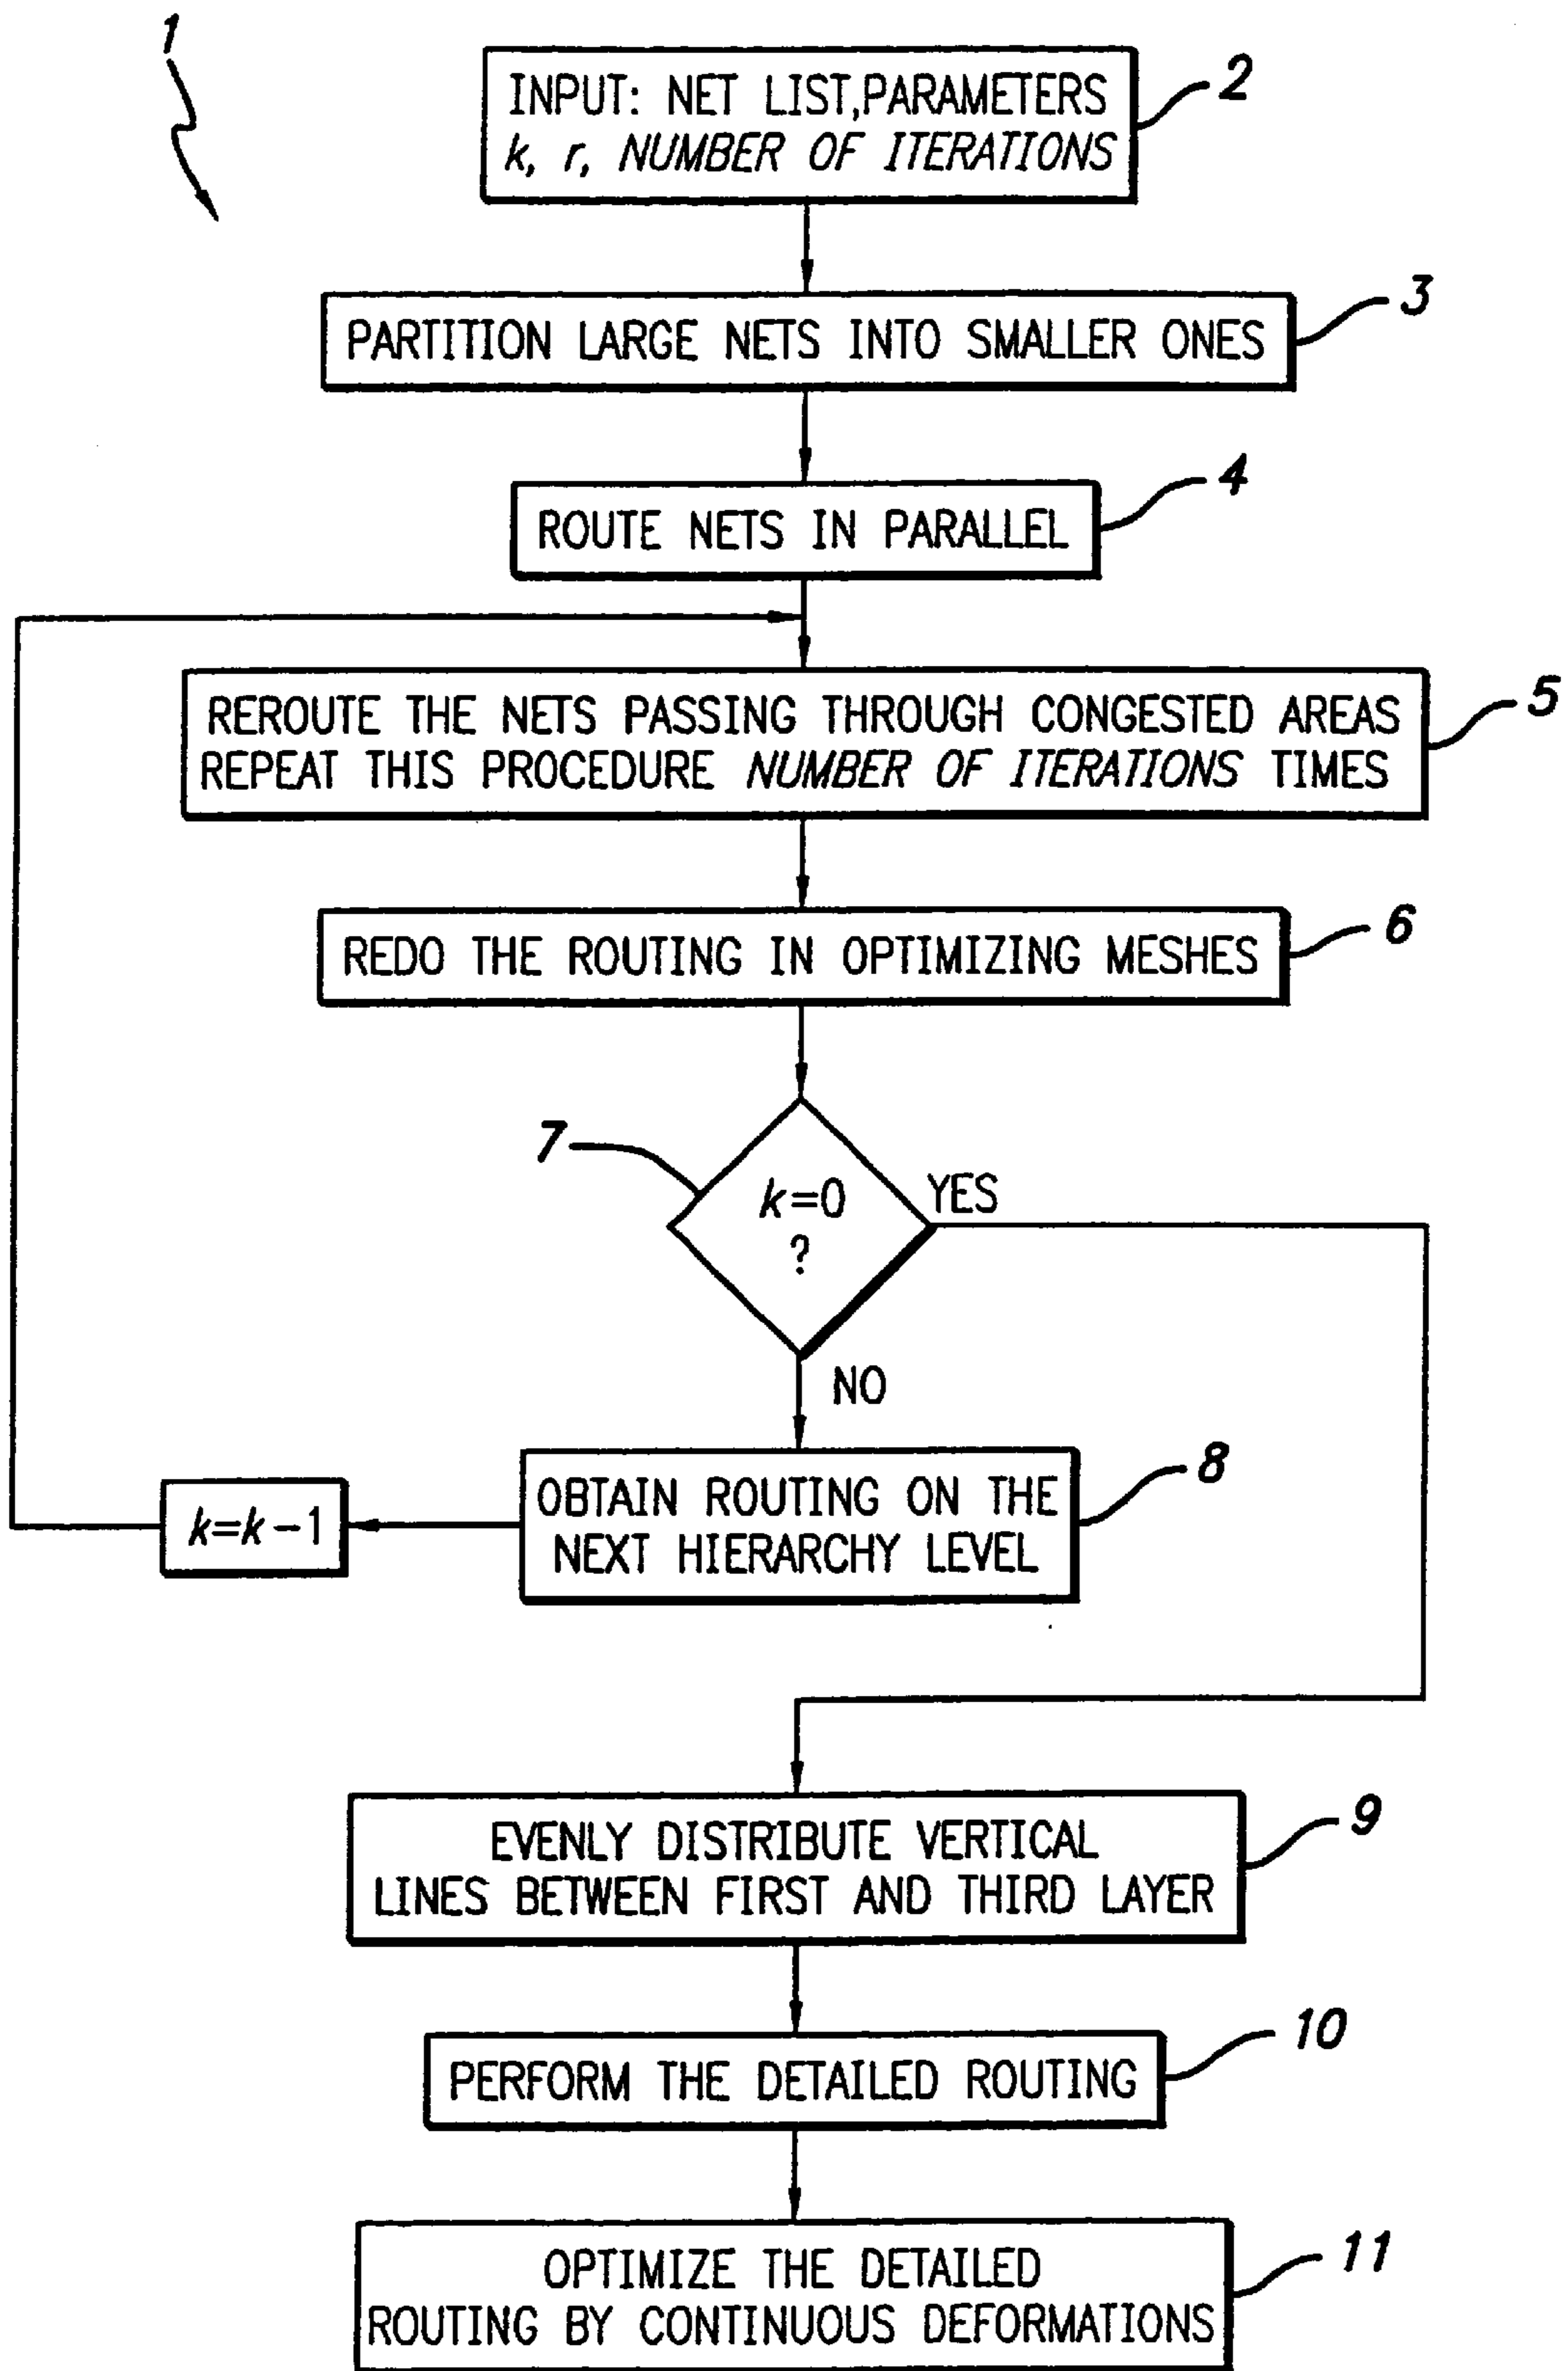 1
INPUT: NET LIST,PARAMETERS
k, r, NUMBER OF ITERATIONS
2
PARTITION LARGE NETS INTO SMALLER ONES
3
ROUTE NETS IN PARALLEL
4
REROUTE THE NETS PASSING THROUGH CONGESTED AREAS
REPEAT THIS PROCEDURE NUMBER OF ITERATIONS TIMES
5
REDO THE ROUTING IN OPTIMIZING MESHES
6
7
k=0
?
YES
NO
OBTAIN ROUTING ON THE
NEXT HIERARCHY LEVEL
8
k=k-1
EVENLY DISTRIBUTE VERTICAL
LINES BETWEEN FIRST AND THIRD LAYER
9
PERFORM THE DETAILED ROUTING
10
OPTIMIZE THE DETAILED
ROUTING BY CONTINUOUS DEFORMATIONS
11